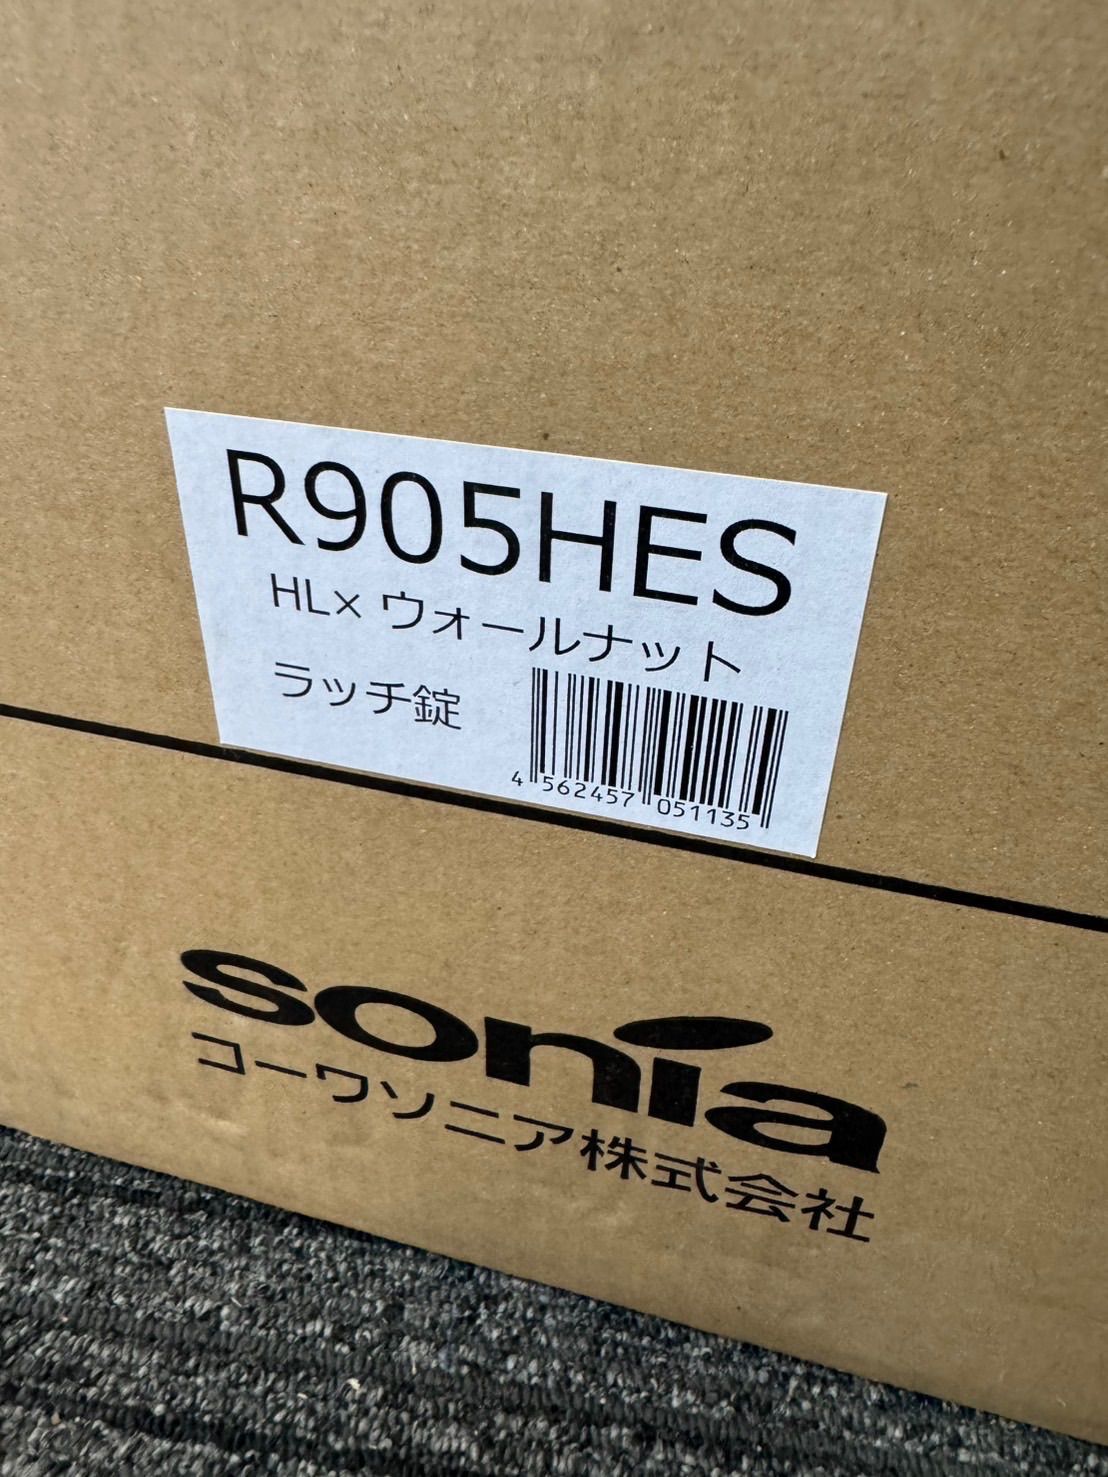 R905HES
HL× ウォールナット
ラッチ錠
4 562457 051135
sonia
コーワソニア株式会社